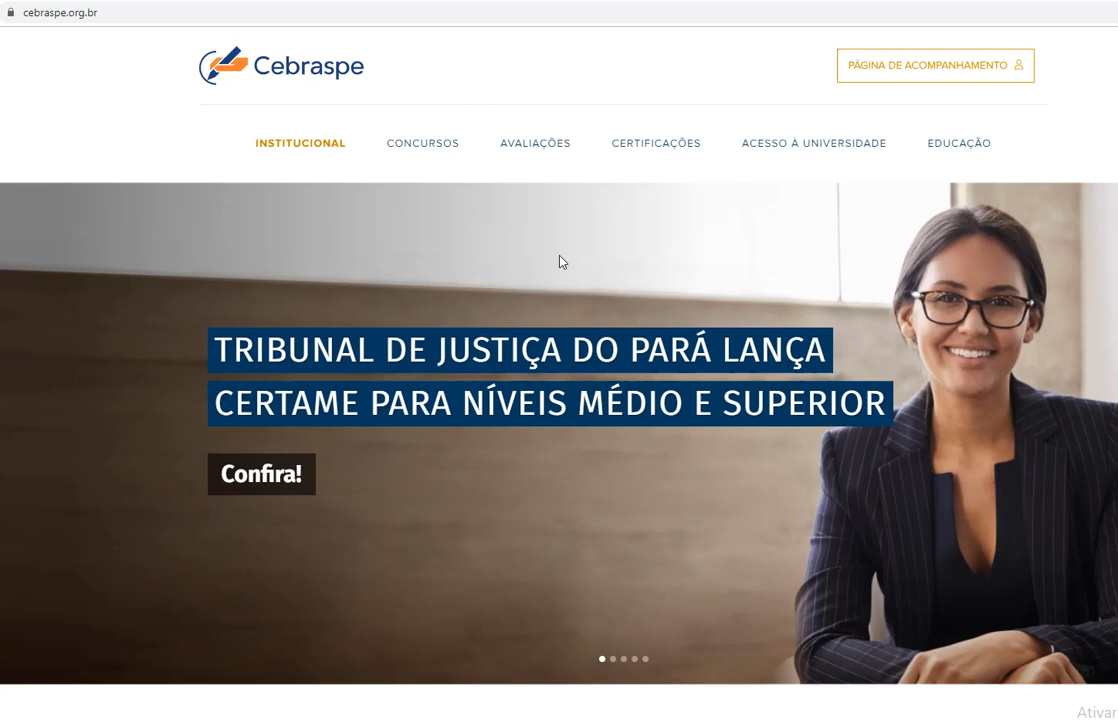 cebraspe.org.br
Cebraspe
PÁGINA DE ACOMPANHAMENTO
INSTITUCIONAL CONCURSOS AVALIAÇÕES CERTIFICAÇÕES ACESSO À UNIVERSIDADE EDUCAÇÃO
TRIBUNAL DE JUSTIÇA DO PARÁ LANÇA
CERTAME PARA NÍVEIS MÉDIO E SUPERIOR
Confira!
Ativar